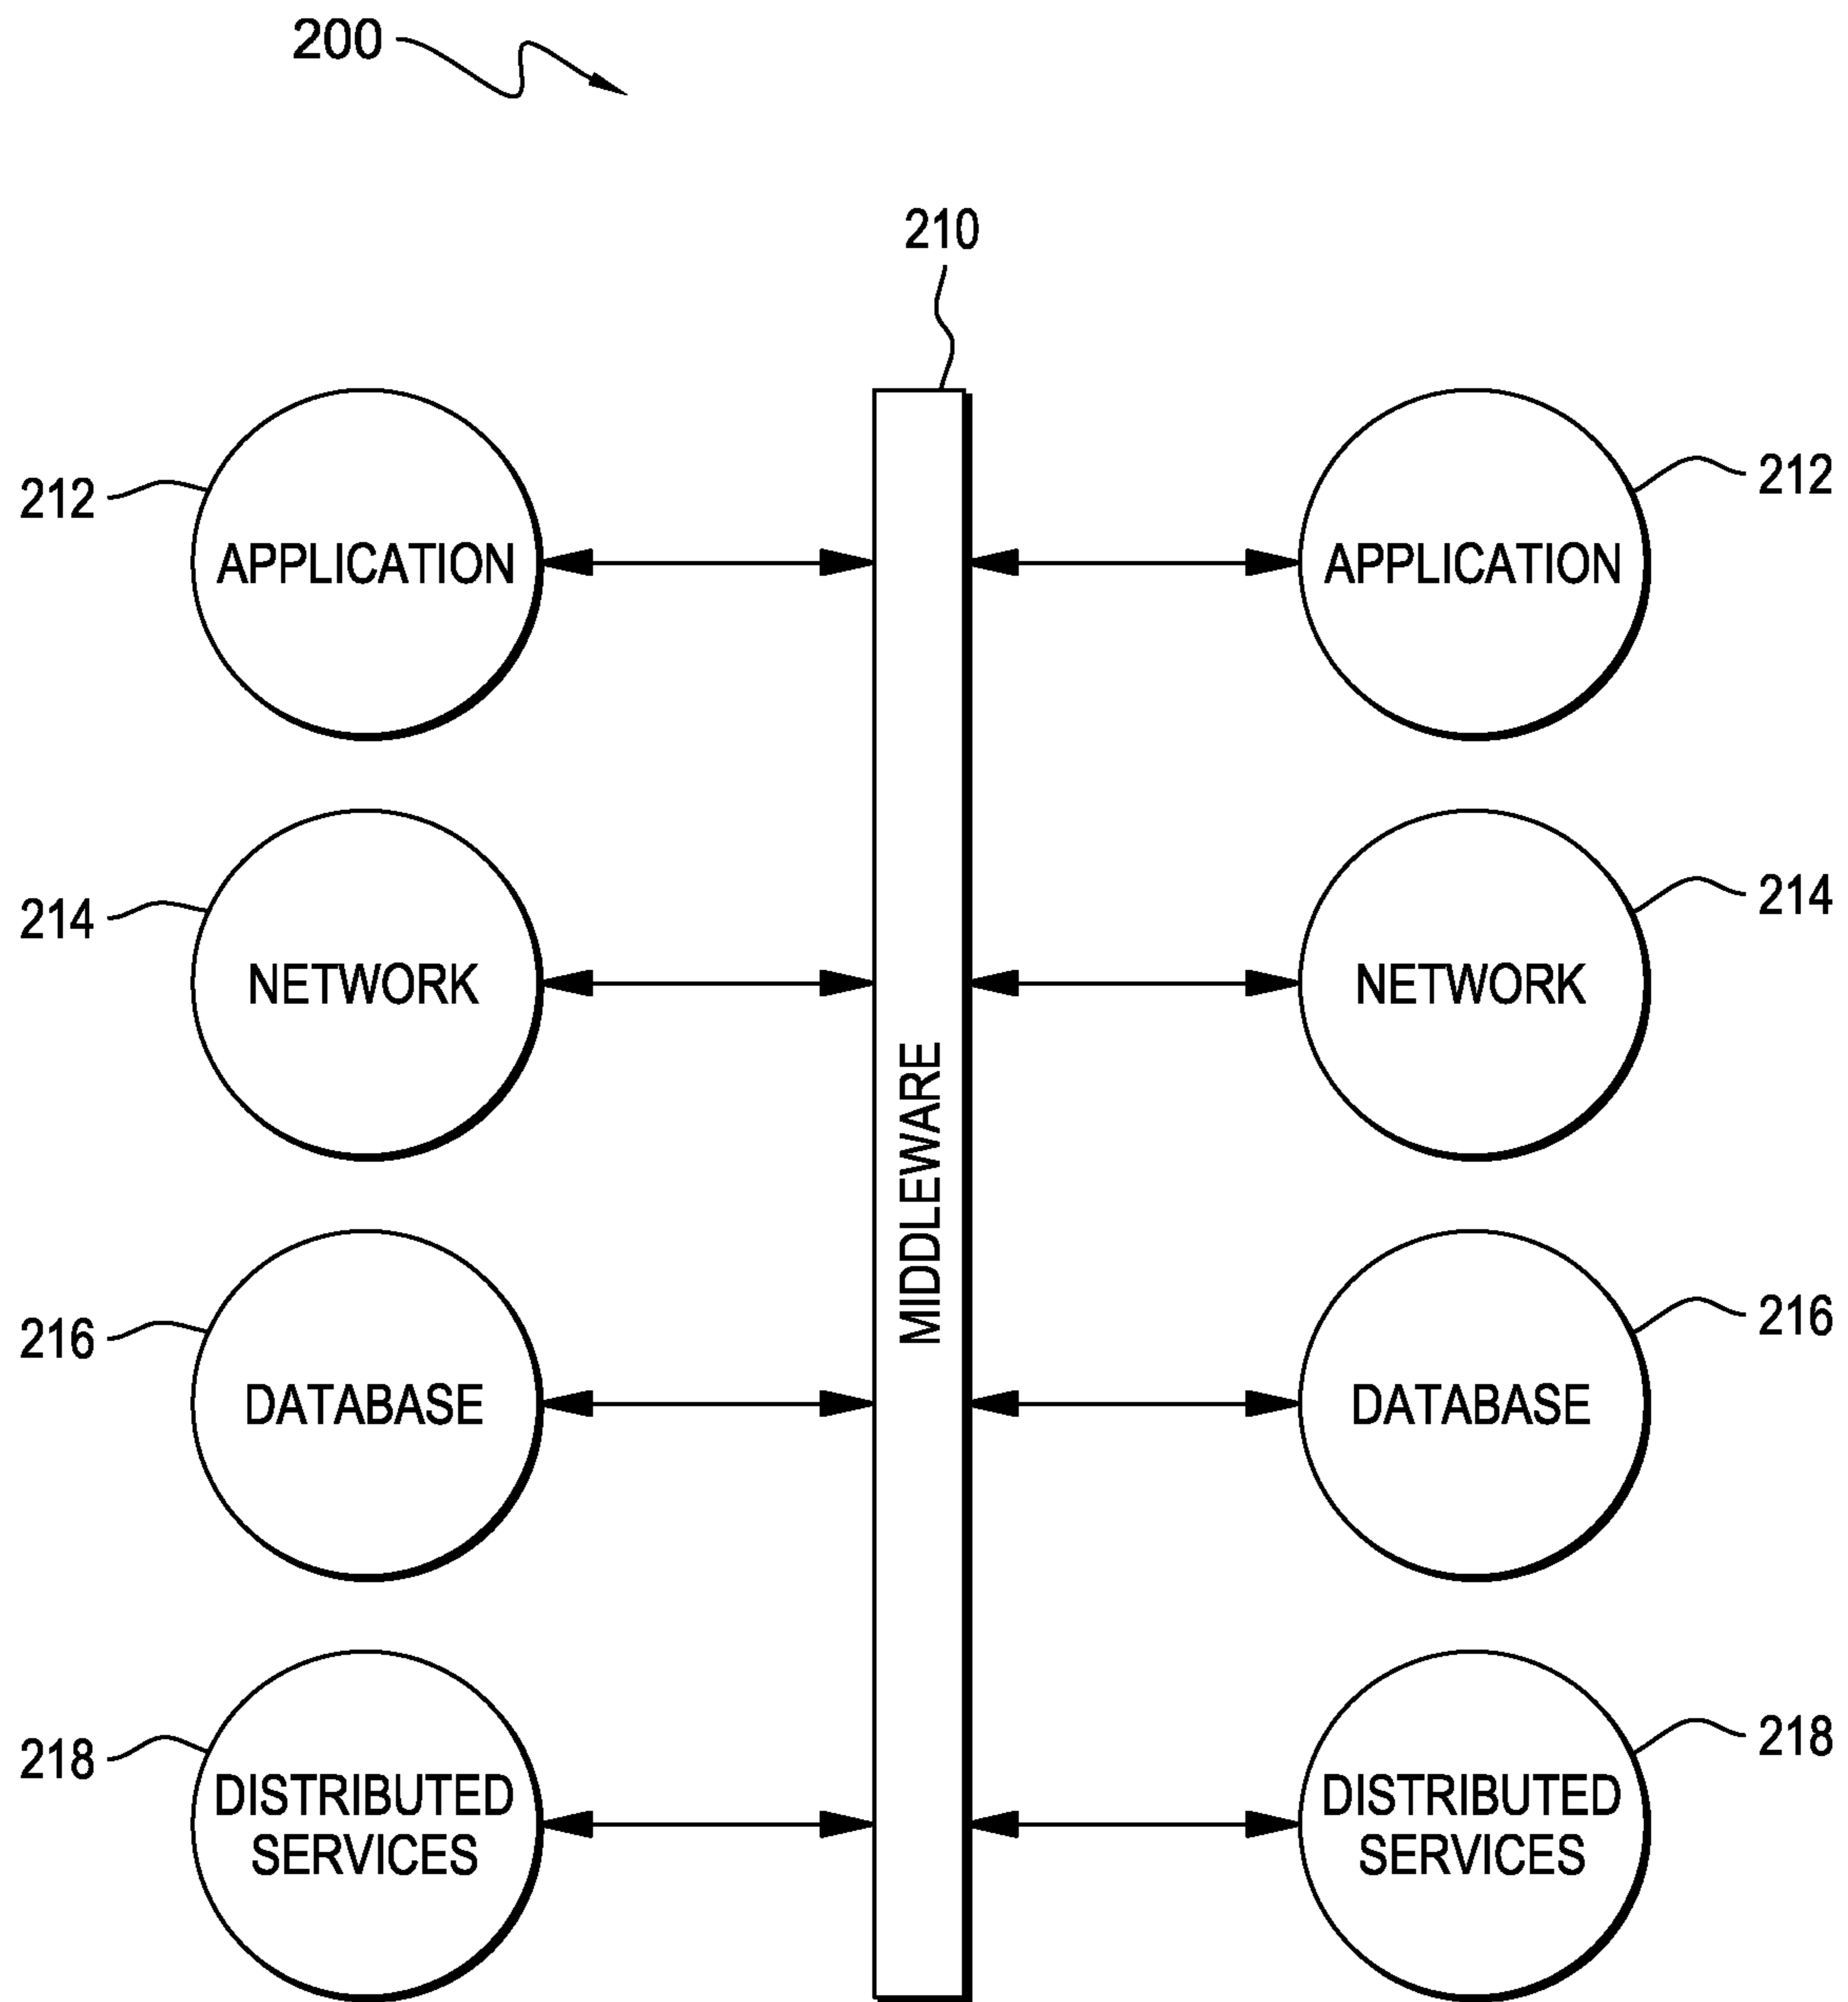 200
210
212
APPLICATION
APPLICATION
212
214
NETWORK
NETWORK
214
MIDDLEWARE
216
DATABASE
DATABASE
216
218
DISTRIBUTED
SERVICES
DISTRIBUTED
SERVICES
218